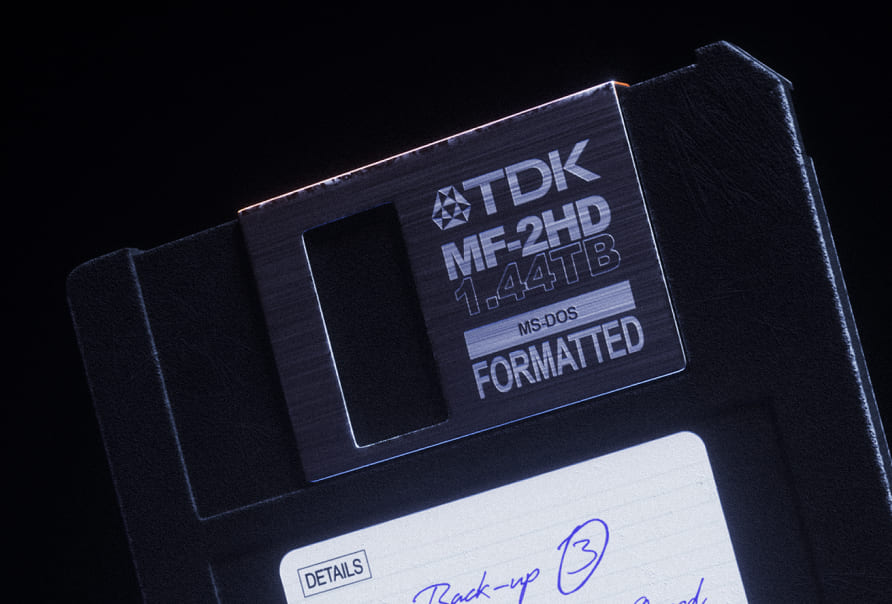 TDK
MF-2HD
1.44TB
MS-DOS
FORMATTED
DETAILS
Back-up 3